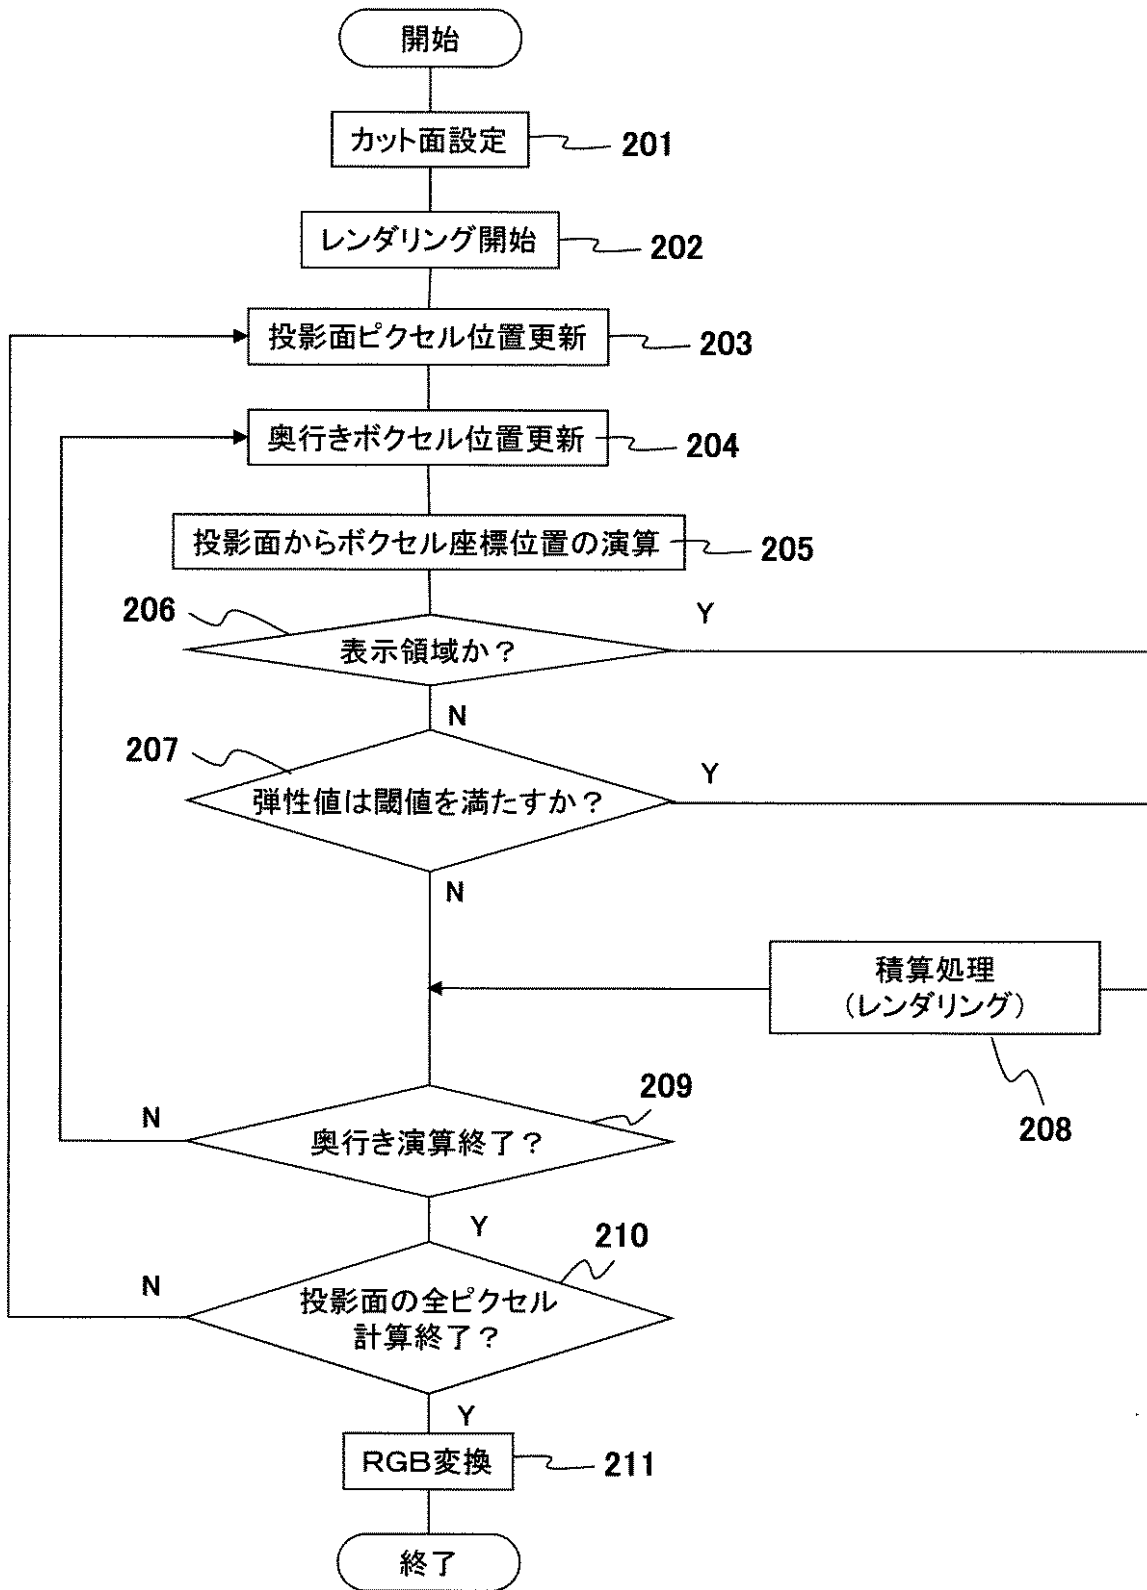 開始
カット面設定
201
レンダリング開始
202
投影面ピクセル位置更新
203
奥行きボクセル位置更新
204
投影面からボクセル座標位置の演算
205
206
Y
表示領域か？
N
207
Y
弾性値は閾値を満たすか？
N
積算処理
（レンダリング）
208
209
N
奥行き演算終了？
Y
210
N
投影面の全ピクセル
計算終了？
Y
RGB変換
211
終了